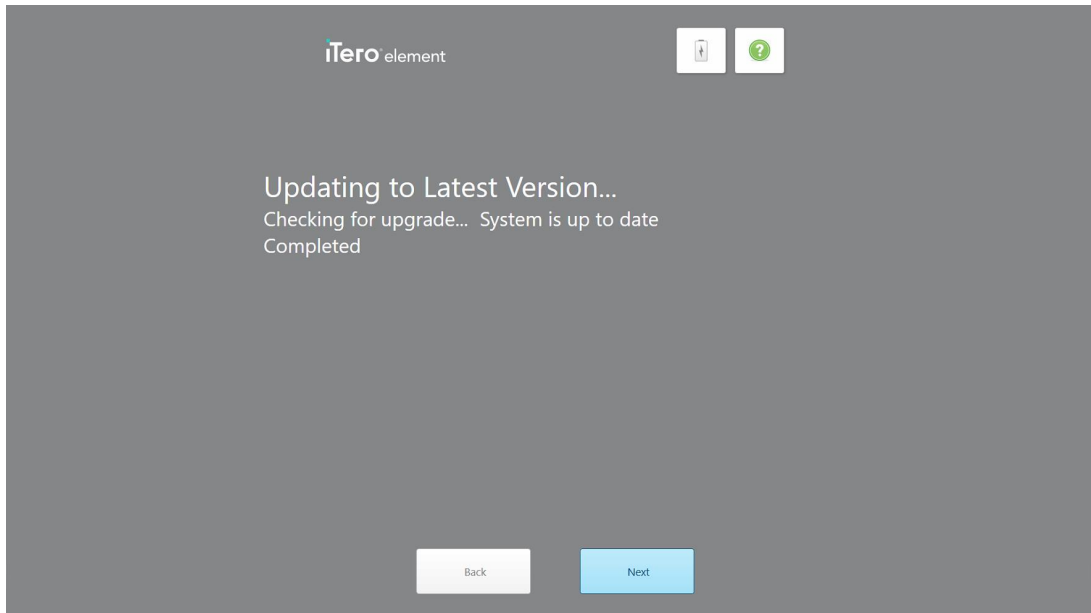 iTero element
?
Updating to Latest Version...
Checking for upgrade... System is up to date
Completed
Back
Next